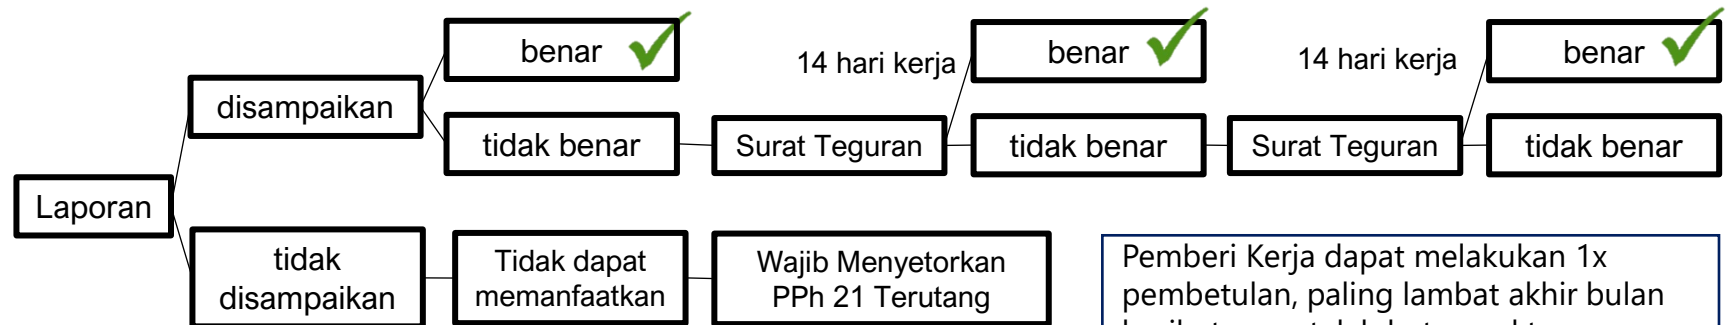 benar
14 hari kerja
benar
14 hari kerja
benar
disampaikan
tidak benar
Surat Teguran
tidak benar
Surat Teguran
tidak benar
Laporan
tidak
disampaikan
Tidak dapat
memanfaatkan
Wajib Menyetorkan
PPh 21 Terutang
Pemberi Kerja dapat melakukan 1x
pembetulan, paling lambat akhir bulan